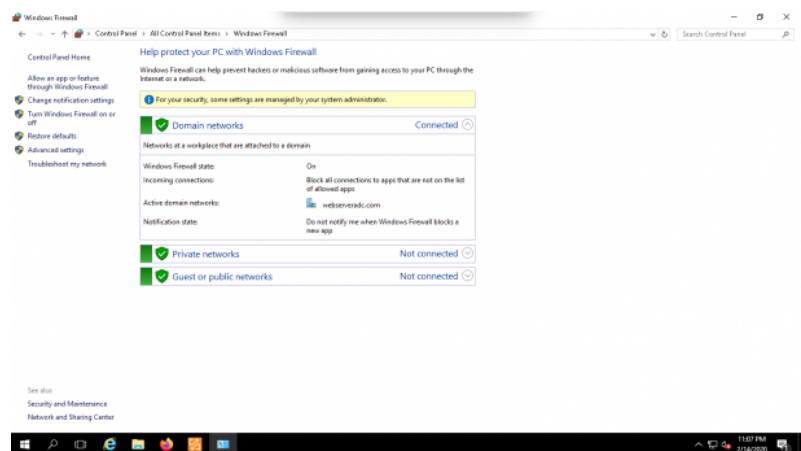 Windows Firewall
Control Panel › All Control Panel Items › Windows Firewall
Search Control Panel
Control Panel Home
Allow an app or feature
through Windows Firewall
Change notification settings
Turn Windows Firewall on or
off
Restore defaults
Advanced settings
Troubleshoot my network
Help protect your PC with Windows Firewall
Windows Firewall can help prevent hackers or malicious software from gaining access to your PC through the
Internet or a network.
For your security, some settings are managed by your system administrator.
Domain networks Connected
Networks at a workplace that are attached to a domain
Windows Firewall state: On
Incoming connections: Block all connections to apps that are not on the list
of allowed apps
Active domain networks: webserveradc.com
Notification state: Do not notify me when Windows Firewall blocks a
new app
Private networks Not connected
Guest or public networks Not connected
See also
Security and Maintenance
Network and Sharing Center
11:07 PM
2/14/2020